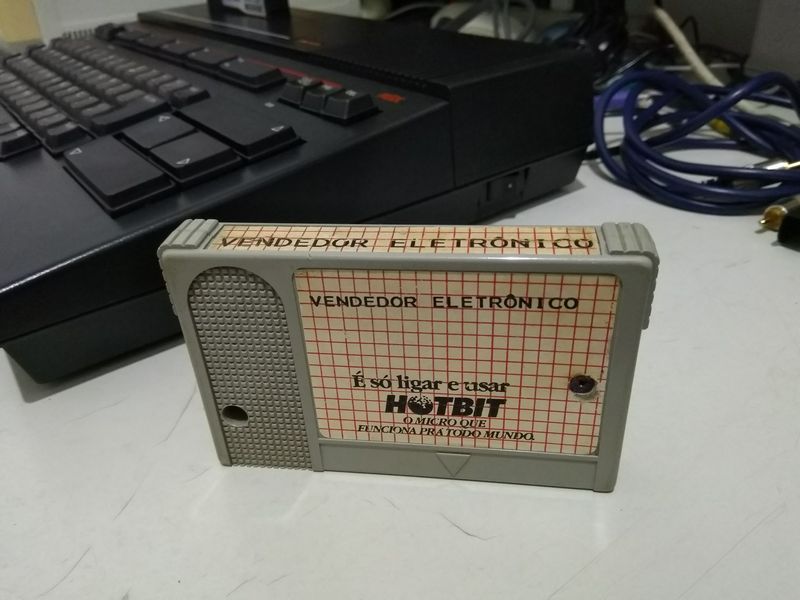 VENDEDOR ELETRÔNICO
VENDEDOR ELETRÔNICO
É só ligar e usar
HOTBIT
O MICRO QUE
FUNCIONA PRA TODO MUNDO.